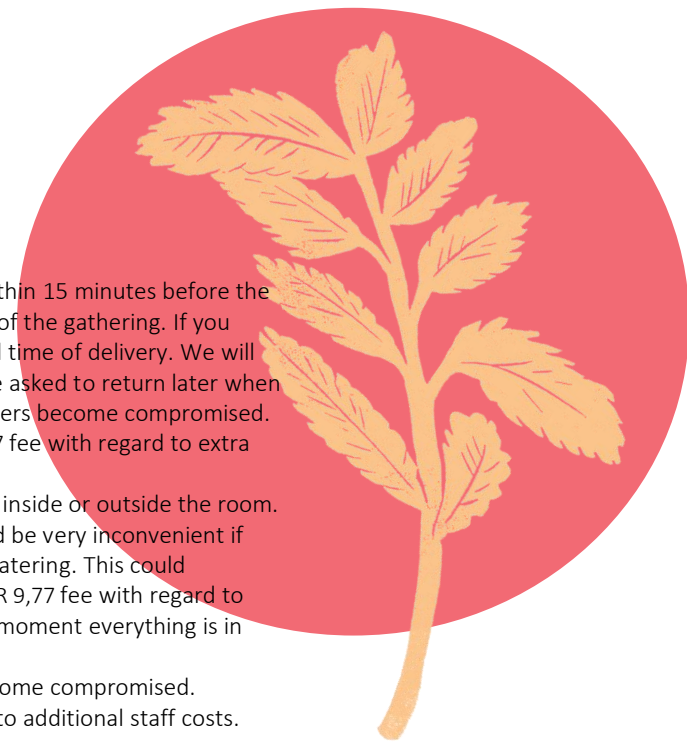 thin 15 minutes before the
of the gathering. If you
time of delivery. We will
asked to return later when
ers become compromised.
fee with regard to extra
inside or outside the room.
be very inconvenient if
atering. This could
R 9,77 fee with regard to
moment everything is in
ome compromised.
to additional staff costs.